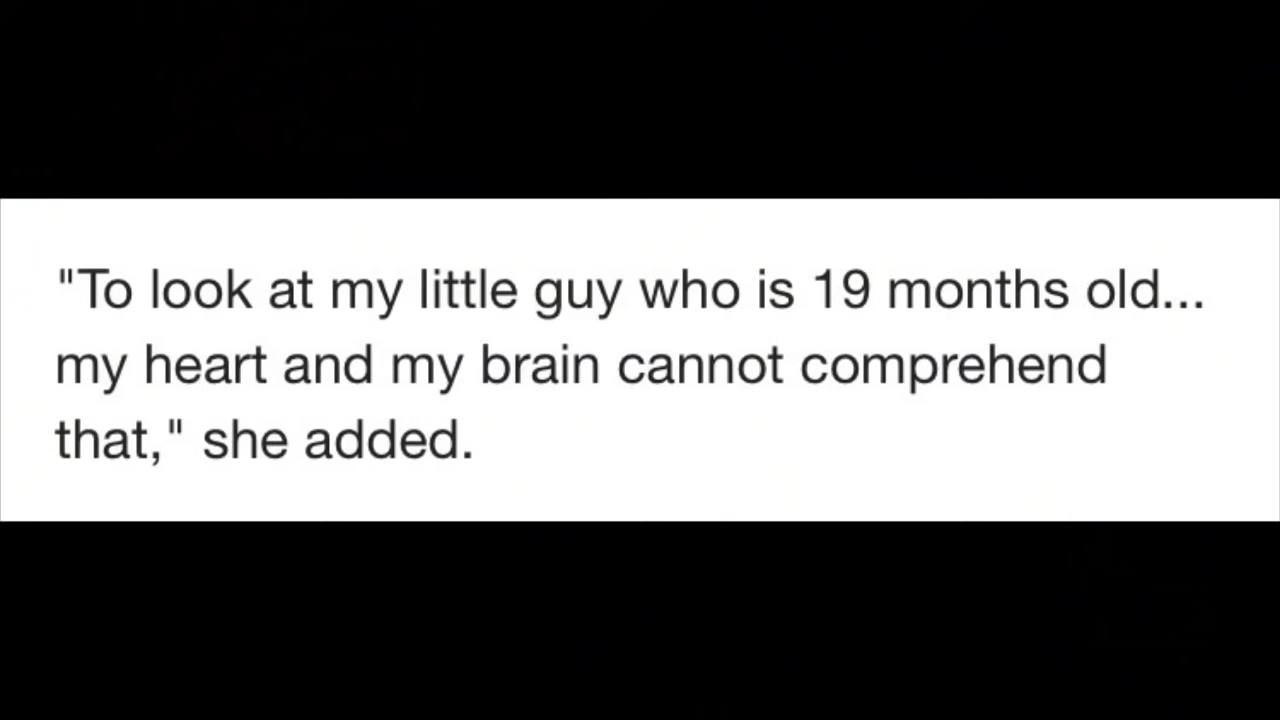 "To look at my little guy who is 19 months old...
my heart and my brain cannot comprehend
that," she added.